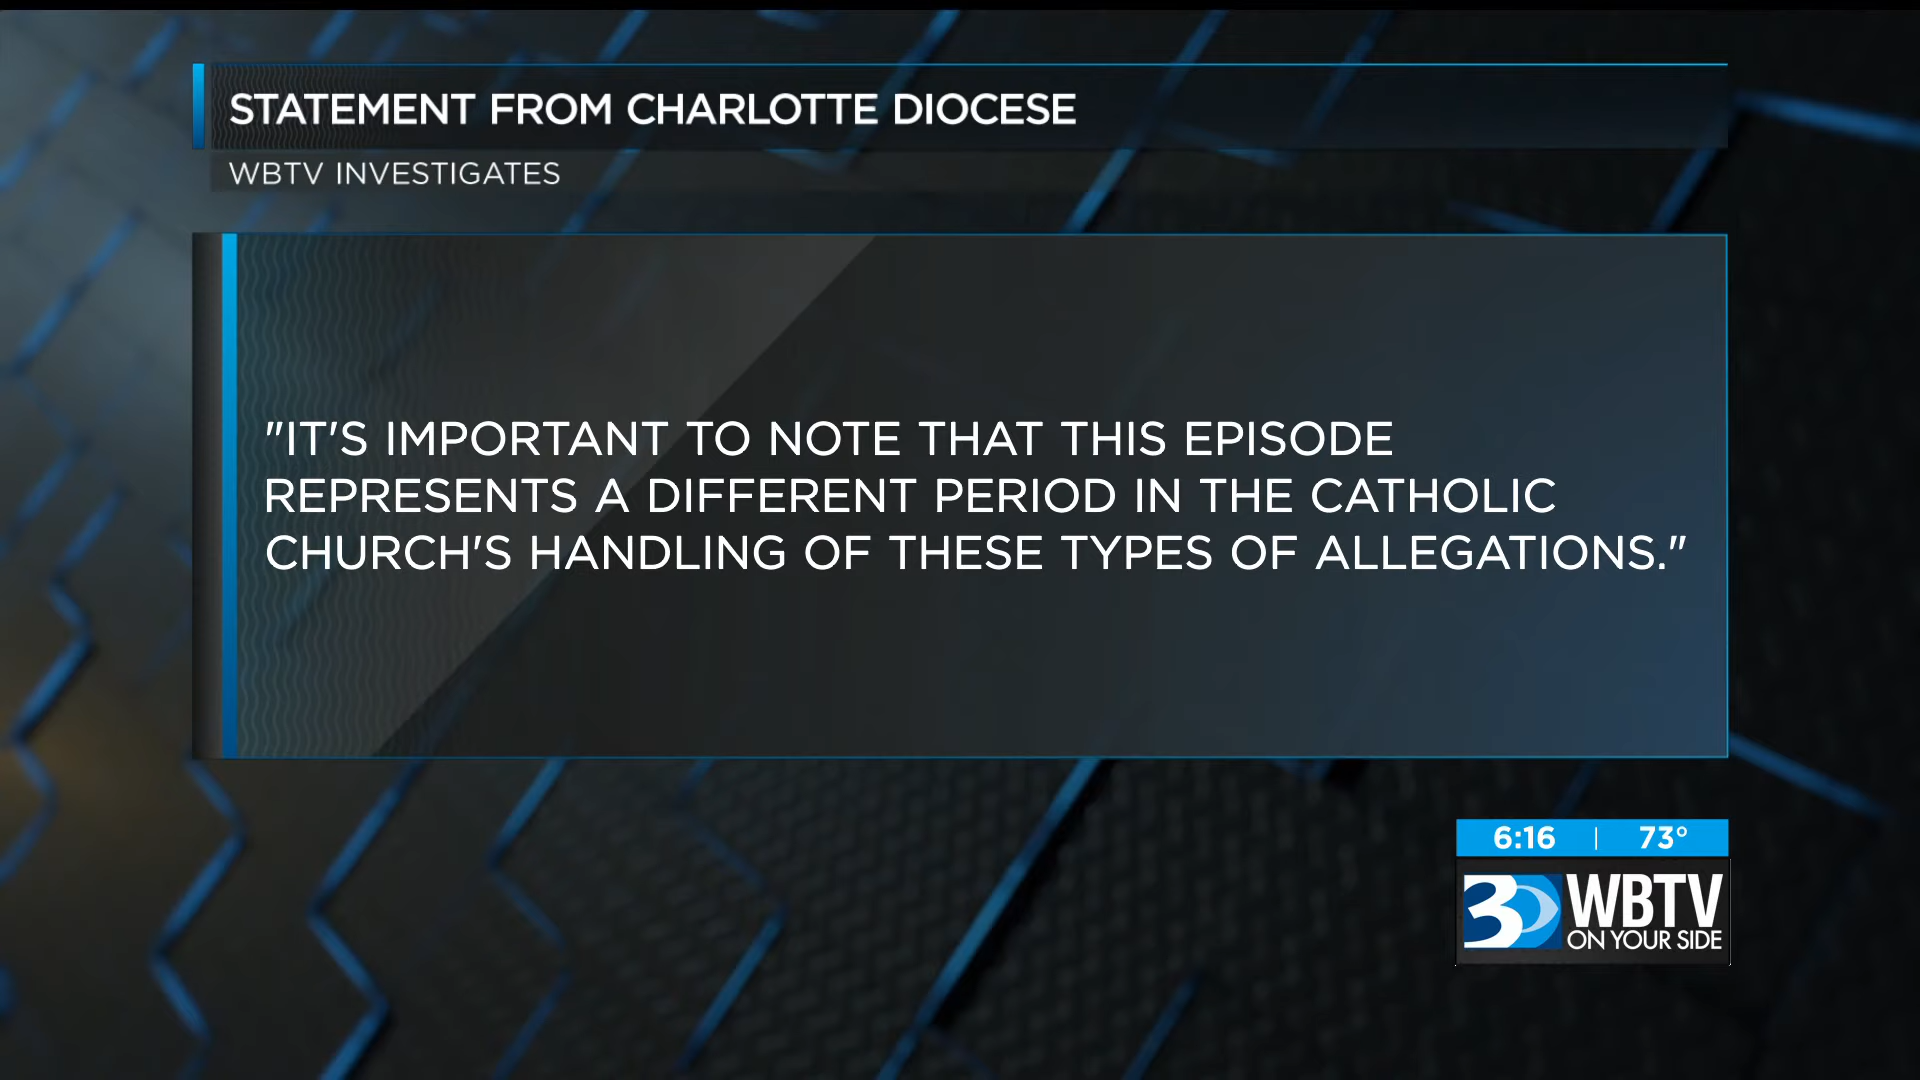 STATEMENT FROM CHARLOTTE DIOCESE
WBTV INVESTIGATES
"IT'S IMPORTANT TO NOTE THAT THIS EPISODE
REPRESENTS A DIFFERENT PERIOD IN THE CATHOLIC
CHURCH'S HANDLING OF THESE TYPES OF ALLEGATIONS."
6:16 | 73°
3 WBTV
ON YOUR SIDE